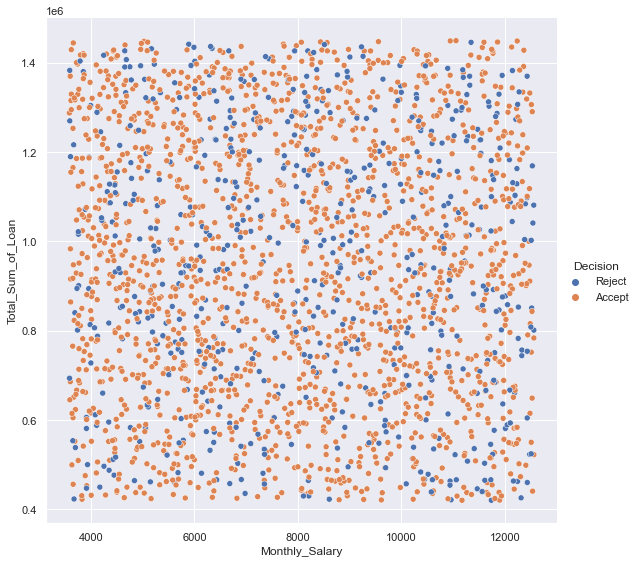 1e6
1.4
1.2
1.0
0.8
0.6
0.4
Total_Sum_of_Loan
4000 6000 8000 10000 12000
Monthly_Salary
Decision
Reject
Accept